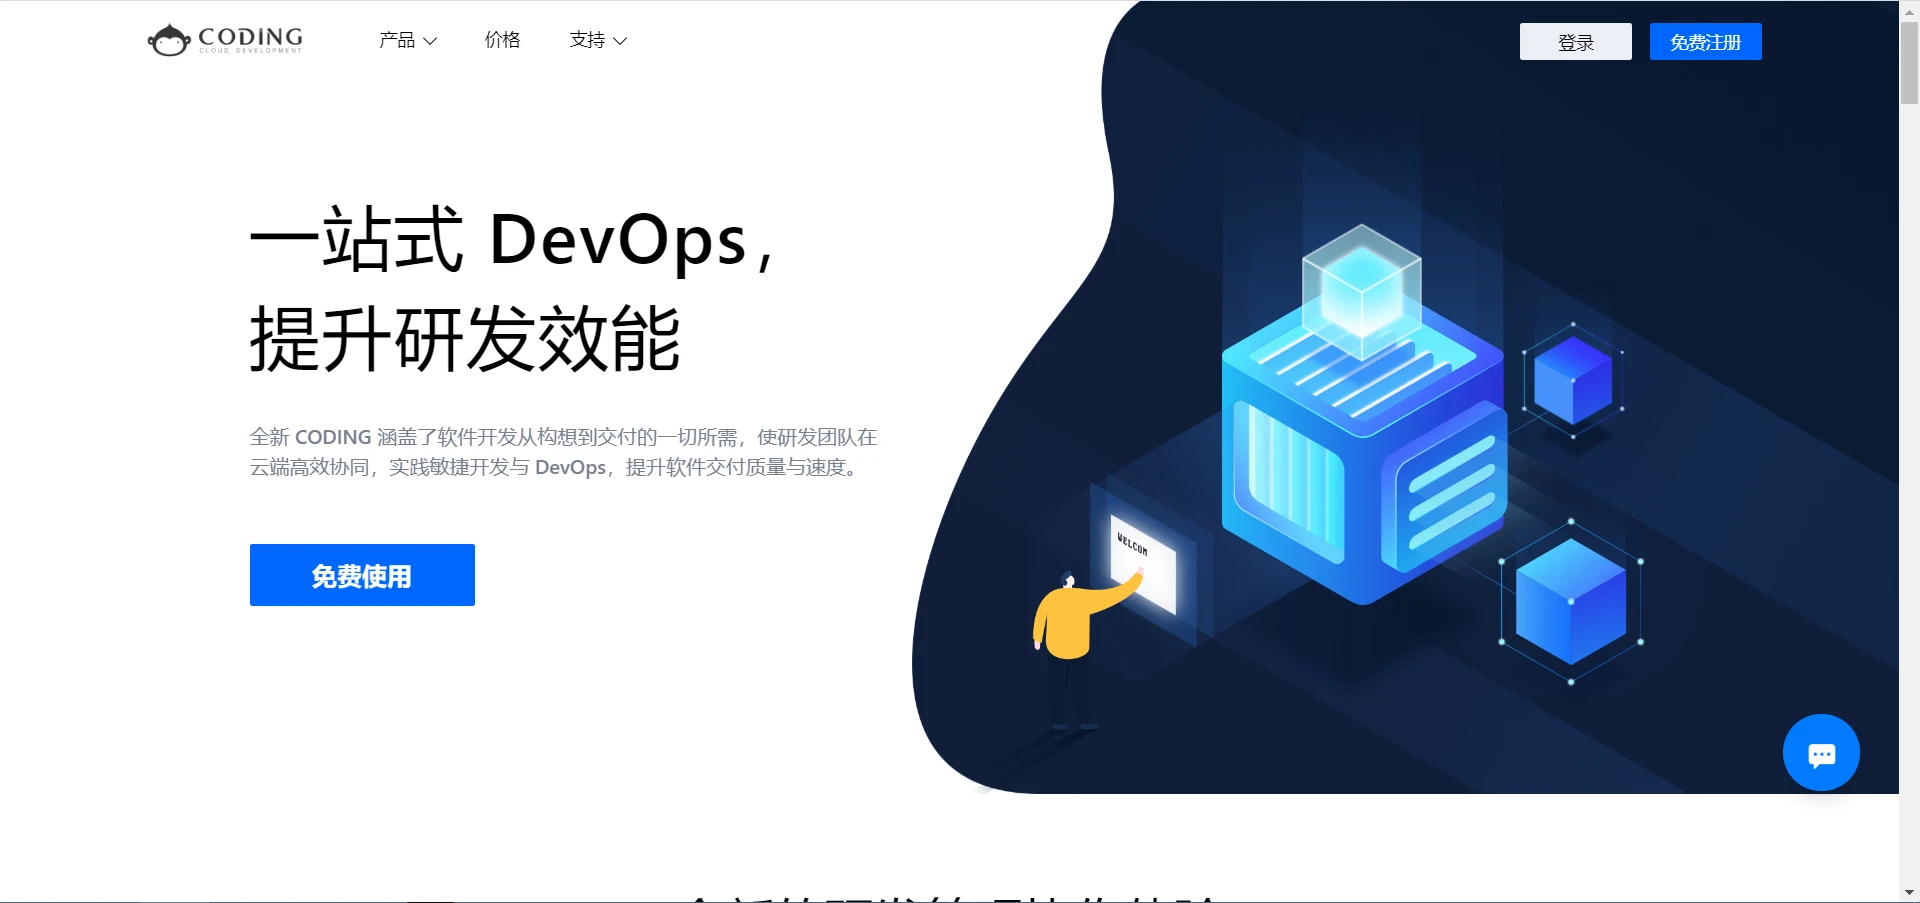 CODING
CLOUD DEVELOPMENT
产品
价格
支持
登录
免费注册
一站式 DevOps，
提升研发效能
全新 CODING 涵盖了软件开发从构想到交付的一切所需，使研发团队在
云端高效协同，实践敏捷开发与 DevOps，提升软件交付质量与速度。
免费使用
WELCOM